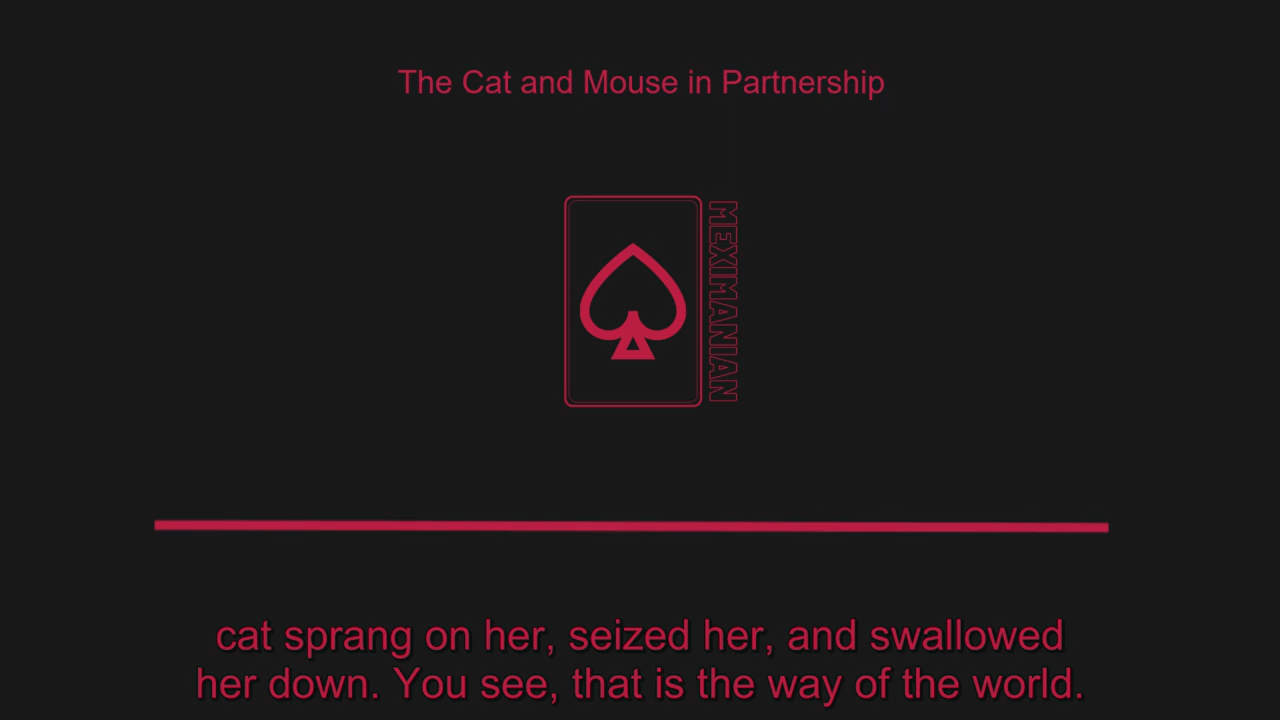 The Cat and Mouse in Partnership
MEXIMANIAN
cat sprang on her, seized her, and swallowed
her down. You see, that is the way of the world.